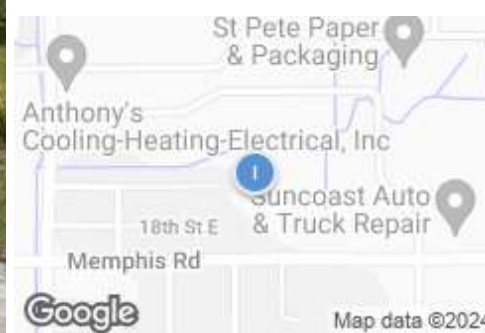 St Pete Paper
& Packaging
Anthony's
Cooling-Heating-Electrical, Inc
Suncoast Auto
& Truck Repair
18th St E
Memphis Rd
Google
Map data ©2024